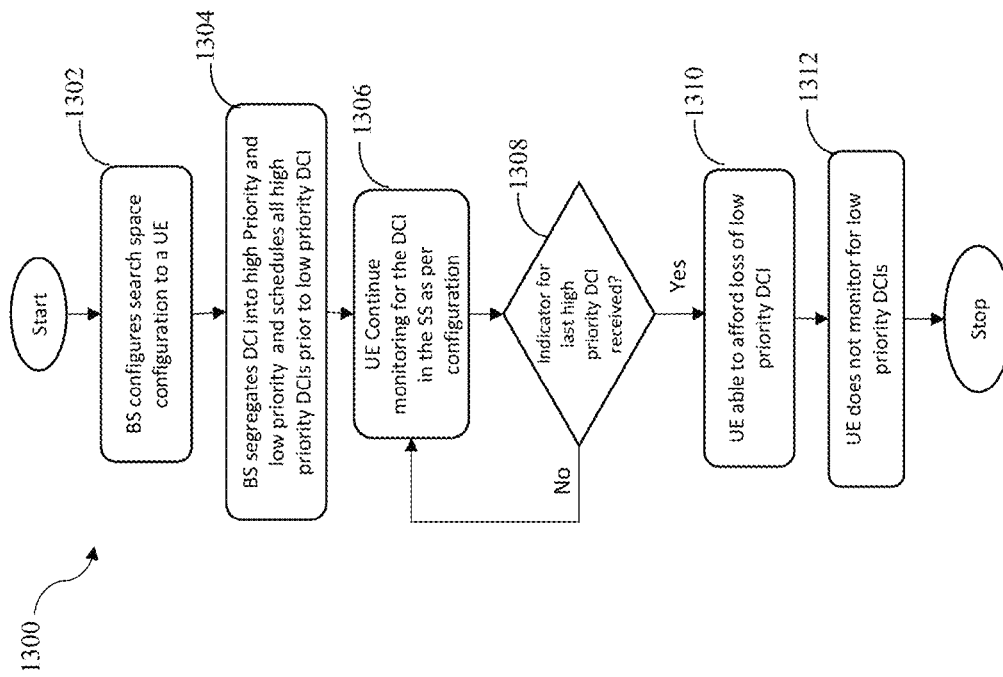 1300
Start
1302
BS configures search space
configuration to a UE
1304
BS segregates DCI into high Priority and
low priority and schedules all high
priority DCIs prior to low priority DCI
1306
UE Continue
monitoring for the DCI
in the SS as per
configuration
1308
Indicator for
last high
priority DCI
received?
No
Yes
1310
UE able to afford loss of low
priority DCI
1312
UE does not monitor for low
priority DCIs
Stop